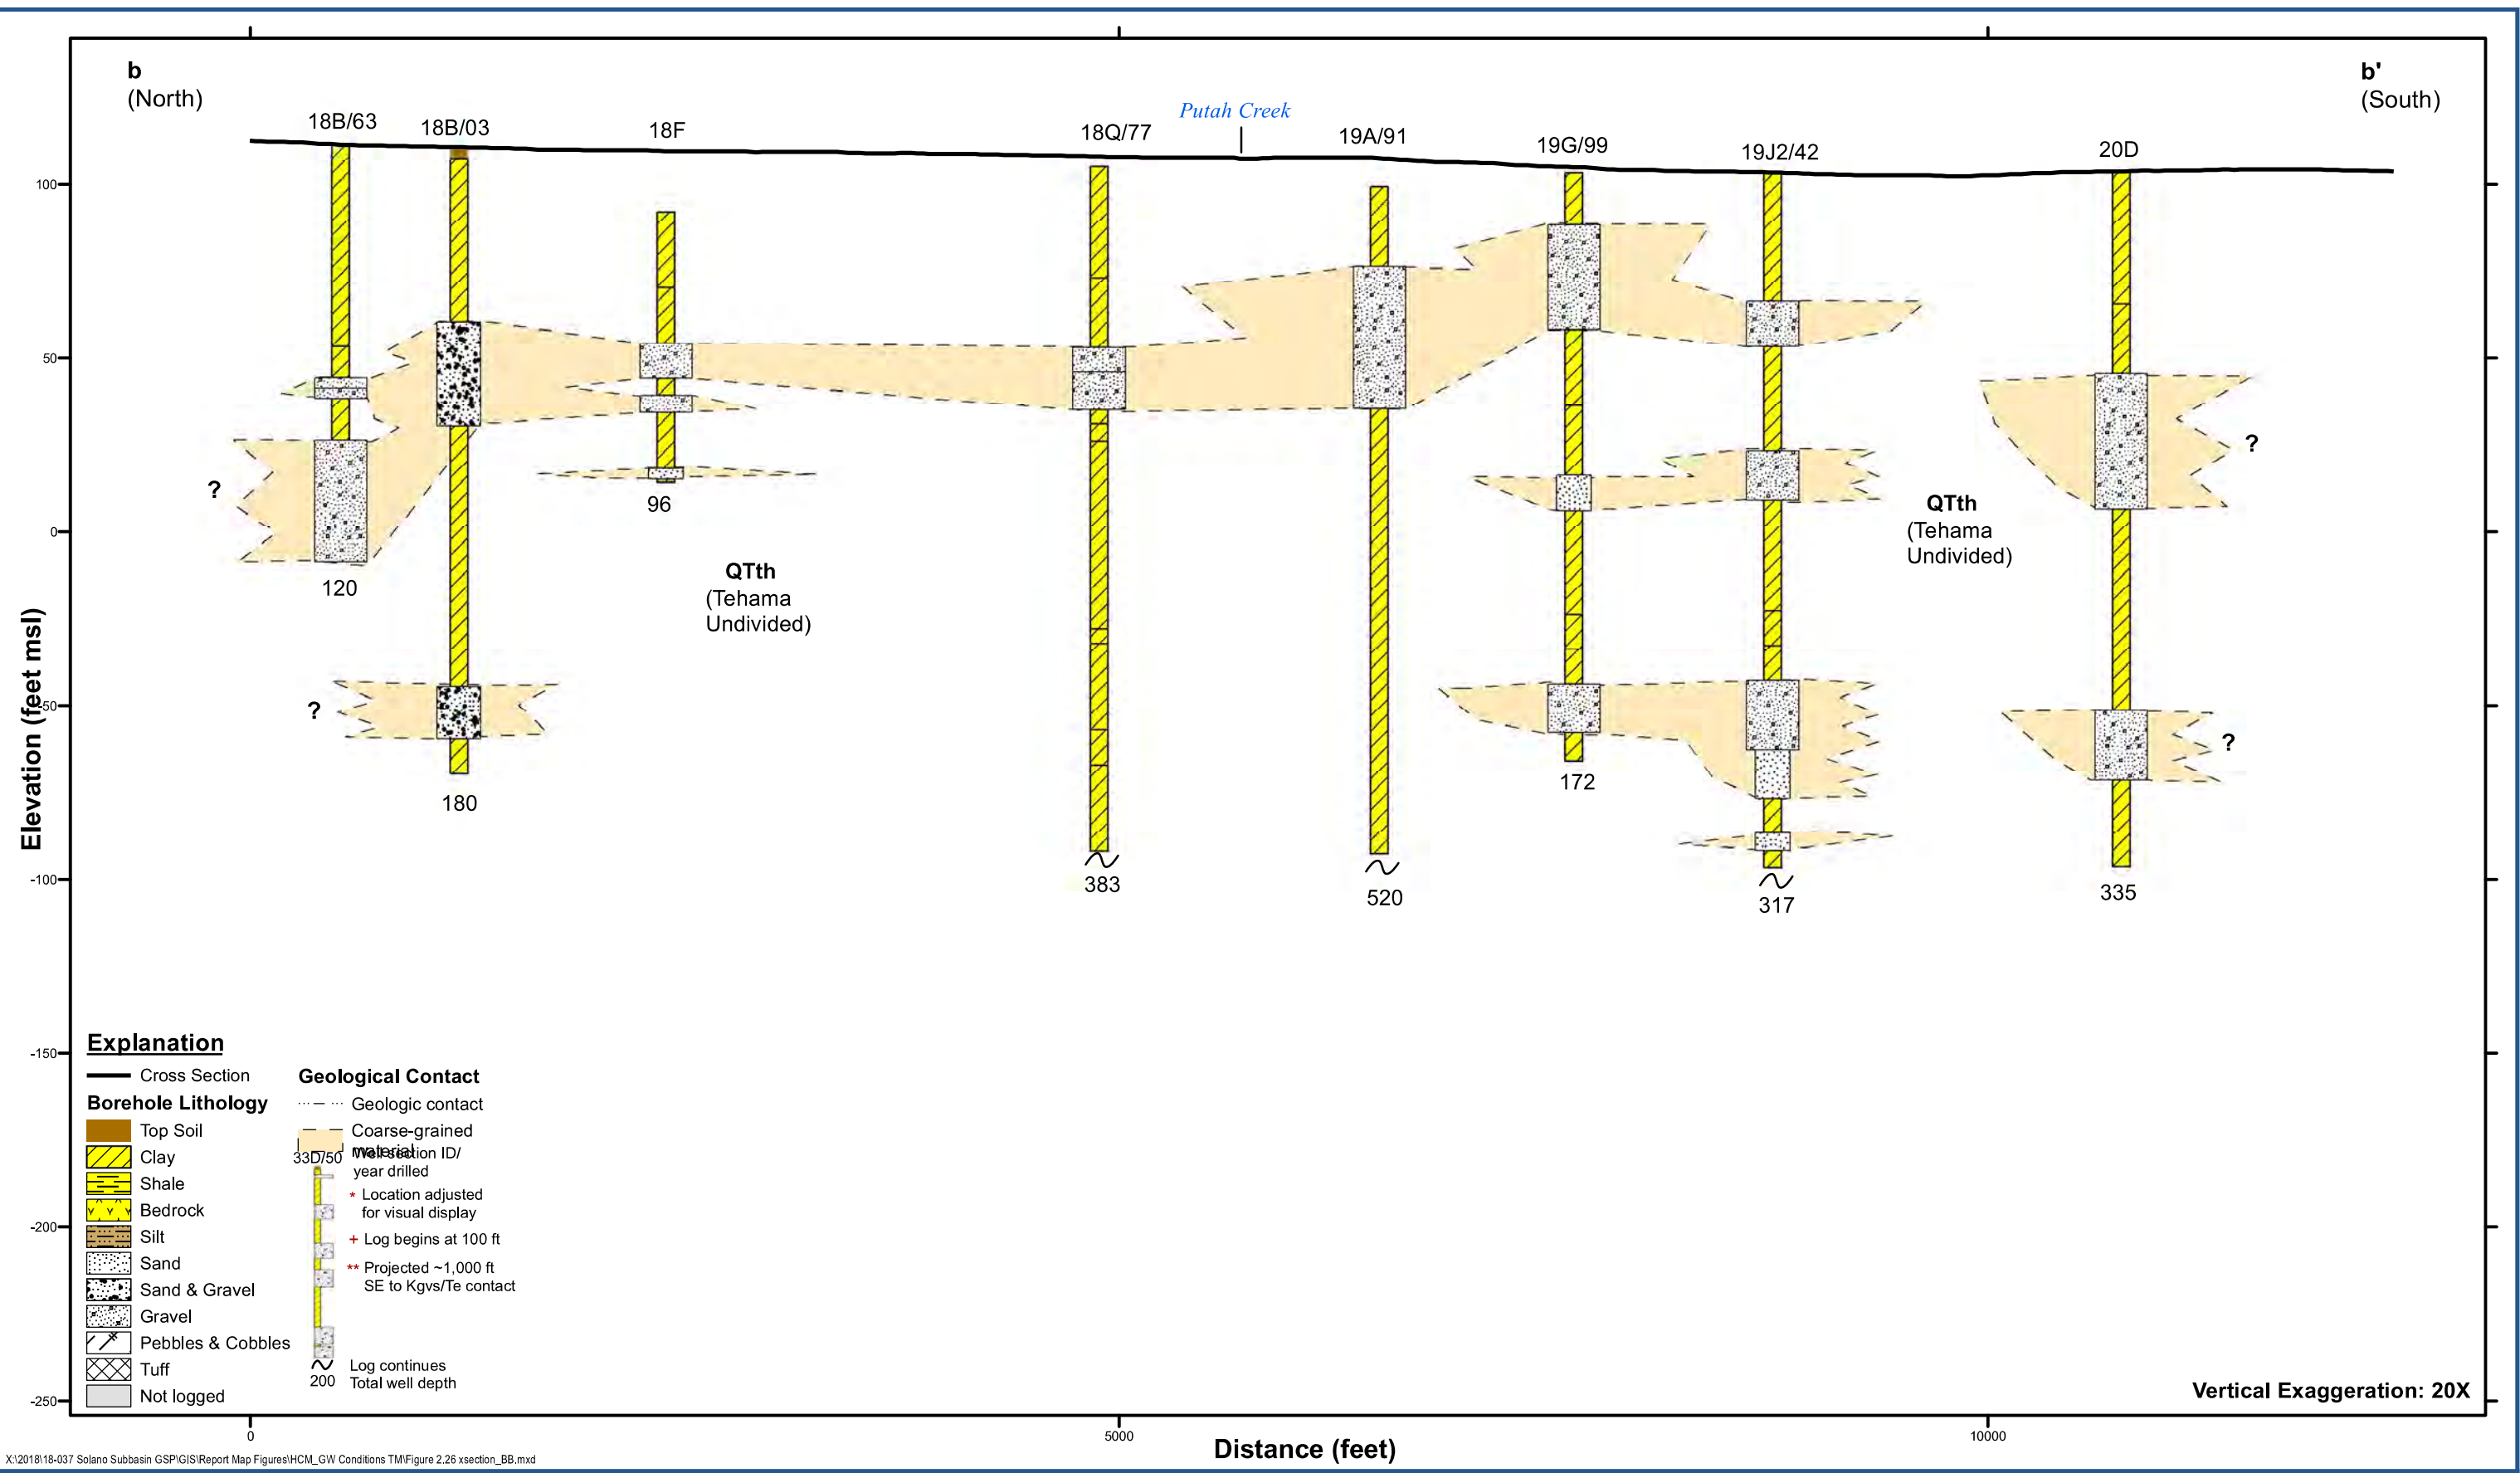 b
(North)
b'
(South)
Putah Creek
18B/63
18B/03
18F
18Q/77
19A/91
19G/99
19J2/42
20D
100
50
0
-50
-100
-150
-200
-250
Elevation (feet msl)
?
?
?
?
120
180
96
383
520
172
317
335
QTth
(Tehama
Undivided)
QTth
(Tehama
Undivided)
Explanation
Cross Section
Borehole Lithology
Top Soil
Clay
Shale
Bedrock
Silt
Sand
Sand & Gravel
Gravel
Pebbles & Cobbles
Tuff
Not logged
Geological Contact
Geologic contact
Coarse-grained
material
33D/50
Well section ID/
year drilled
* Location adjusted
for visual display
+ Log begins at 100 ft
** Projected ~1,000 ft
SE to Kgvs/Te contact
Log continues
200
Total well depth
Vertical Exaggeration: 20X
0
5000
10000
Distance (feet)
X:\2018\18-037 Solano Subbasin GSP\GIS\Report Map Figures\HCM_GW Conditions TM\Figure 2.26 xsection_BB.mxd